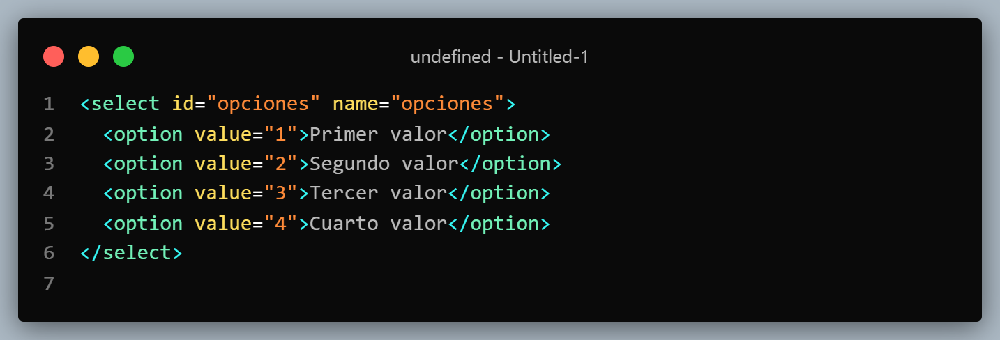 undefined - Untitled-1
1 <select id="opciones" name="opciones">
2   <option value="1">Primer valor</option>
3   <option value="2">Segundo valor</option>
4   <option value="3">Tercer valor</option>
5   <option value="4">Cuarto valor</option>
6 </select>
7